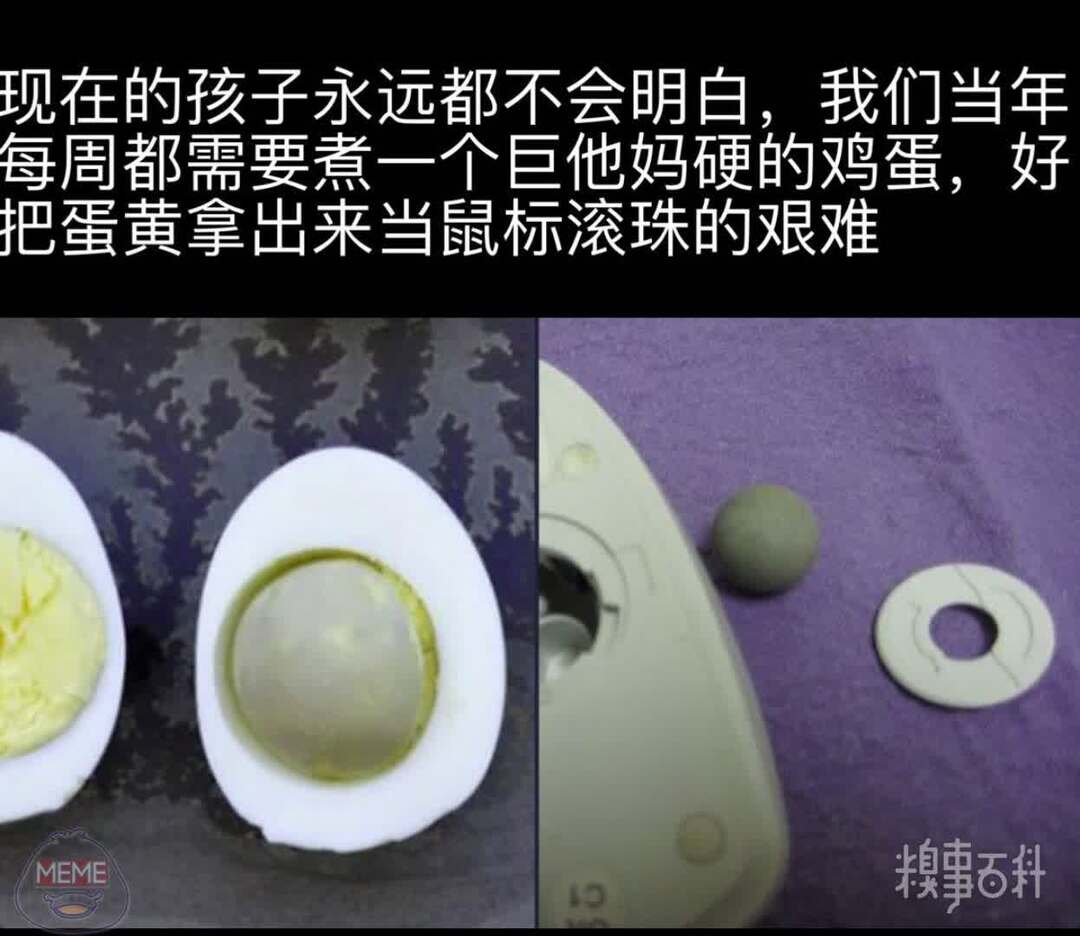 现在的孩子永远都不会明白，我们当年
每周都需要煮一个巨他妈硬的鸡蛋，好
把蛋黄拿出来当鼠标滚珠的艰难
MEME
糗事百科